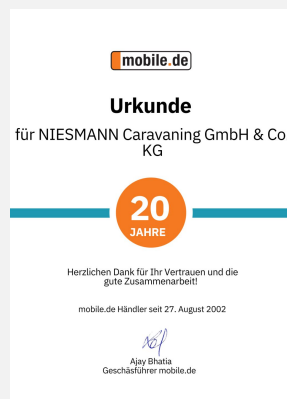 mobile.de
Urkunde
für NIESMANN Caravaning GmbH & Co
KG
20
JAHRE
Herzlichen Dank für Ihr Vertrauen und die
gute Zusammenarbeit!
mobile.de Händler seit 27. August 2002
Ajay Bhatia
Geschäsführer mobile.de